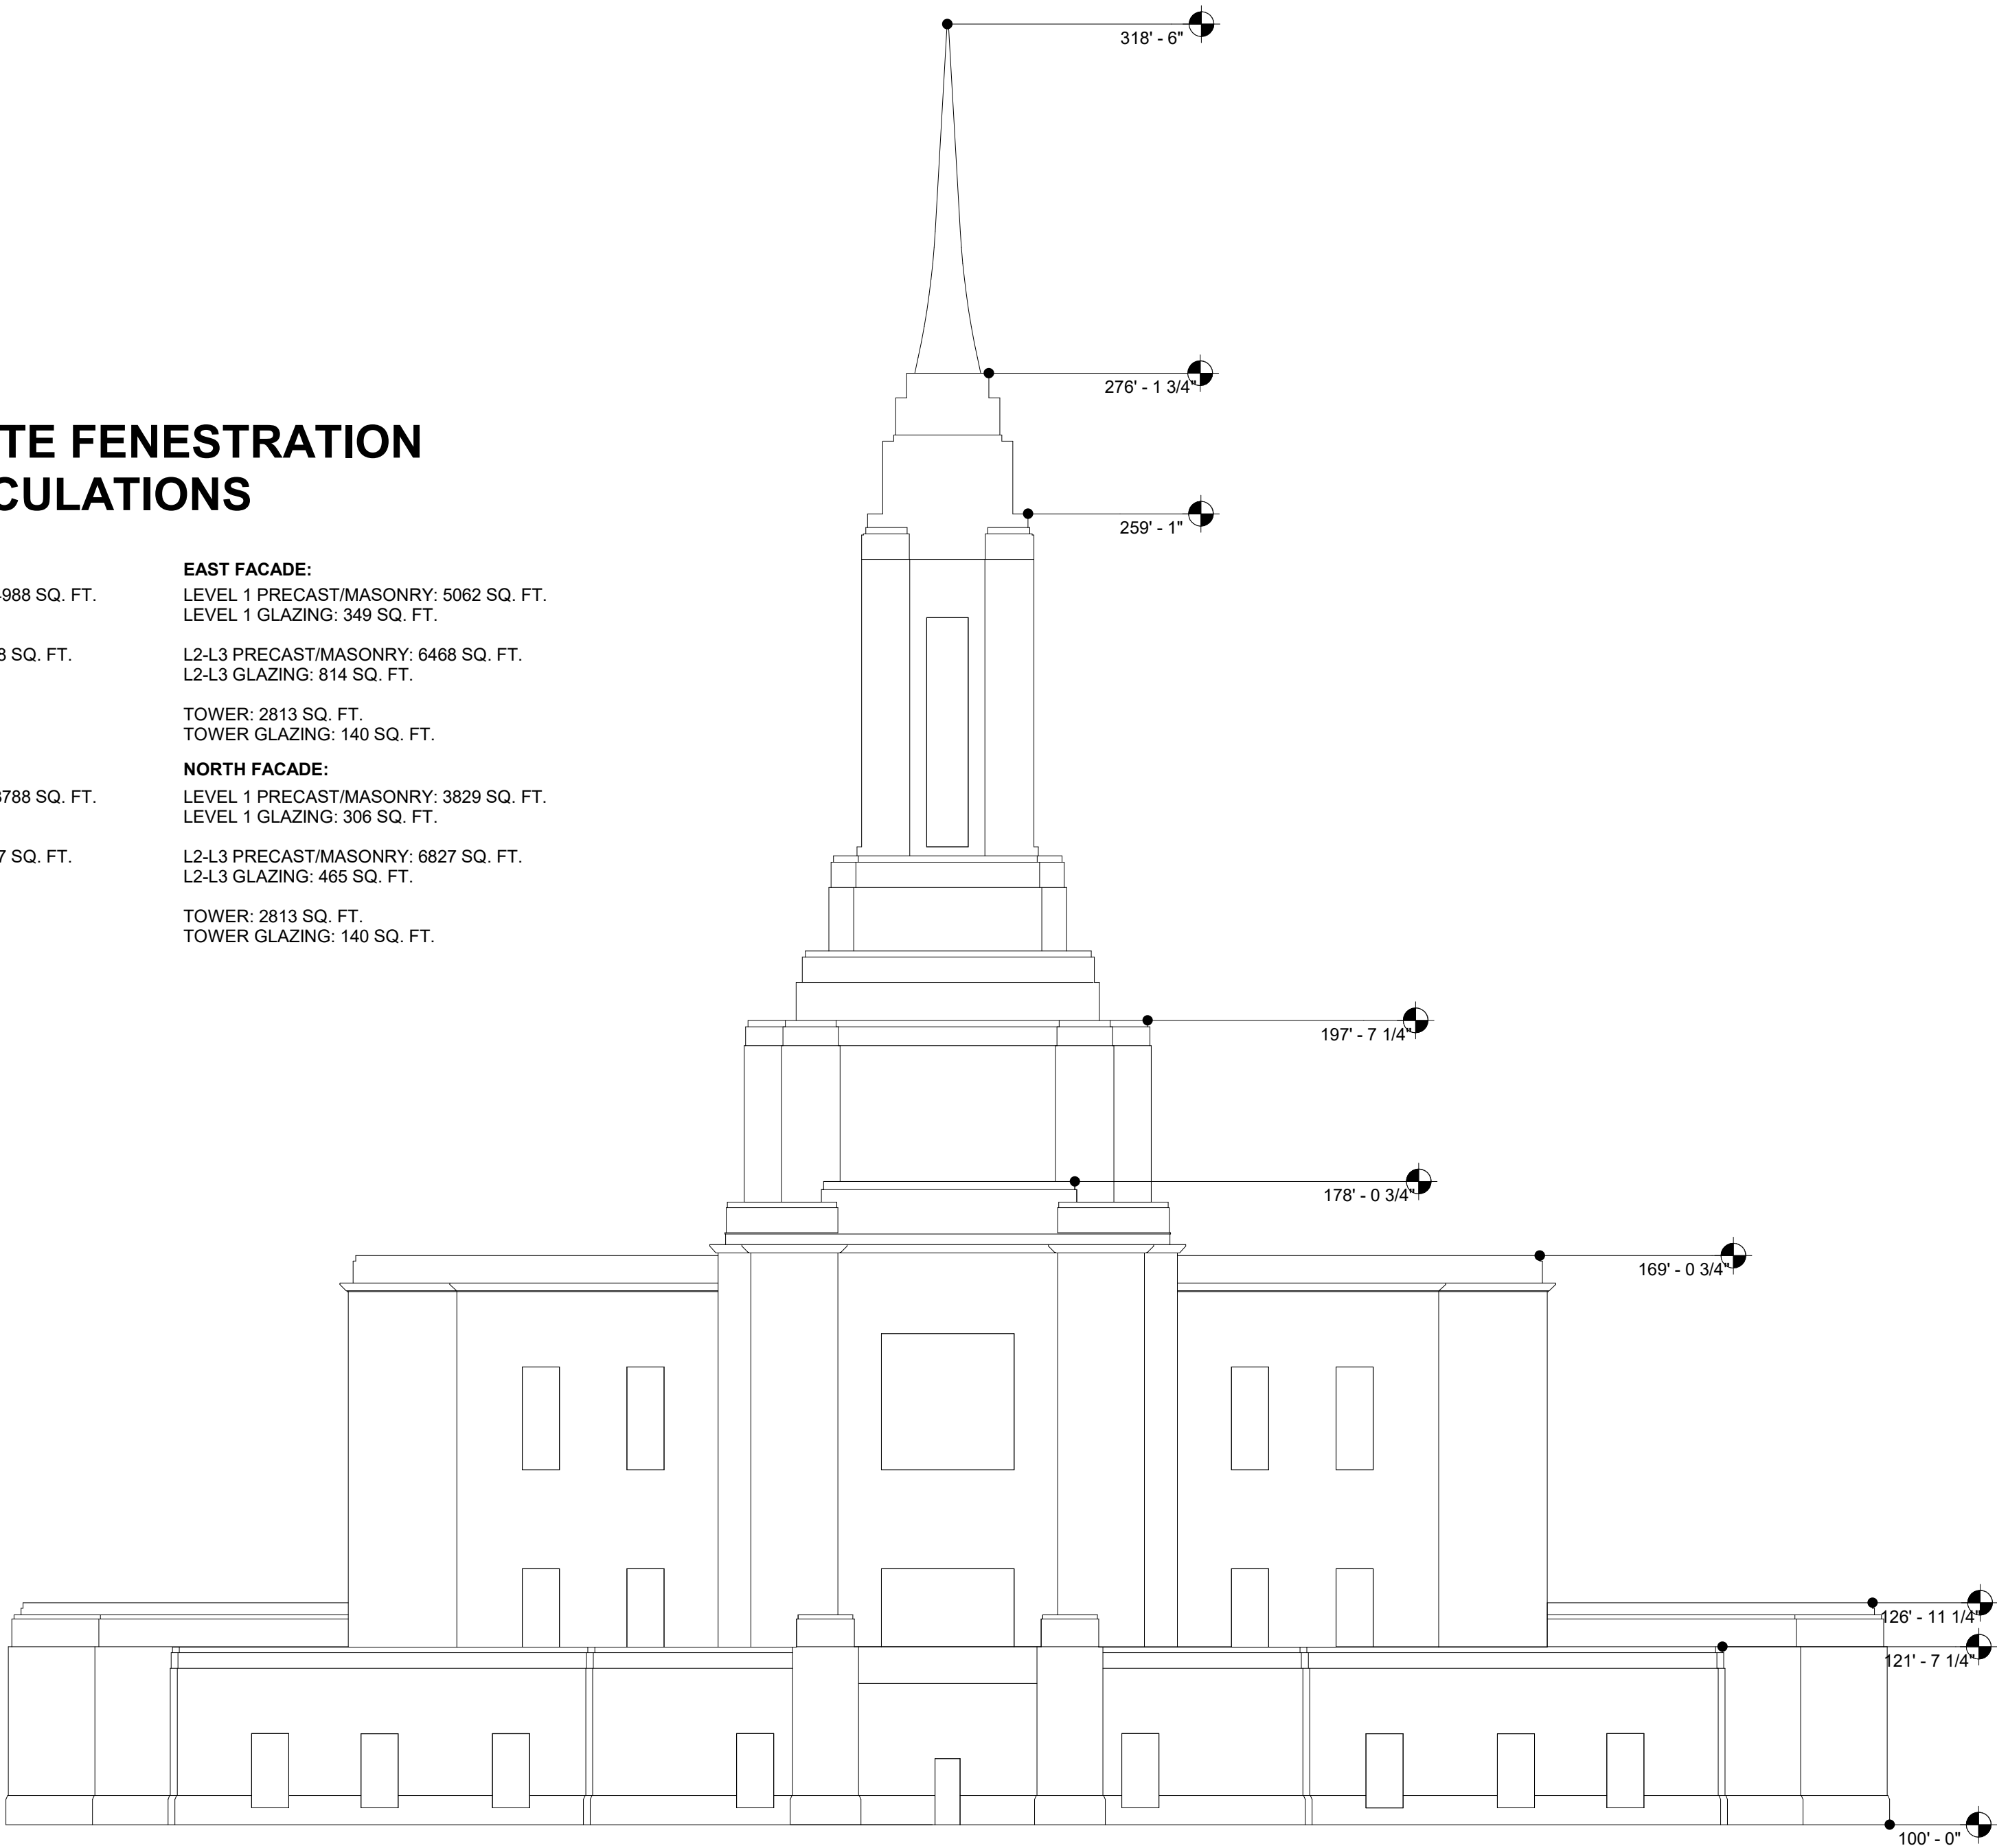 318' - 6"
276' - 1 3/4"
TE FENESTRATION
CULATIONS
259' - 1"
988 SQ. FT.
SQ. FT.
788 SQ. FT.
7 SQ. FT.
EAST FACADE:
LEVEL 1 PRECAST/MASONRY: 5062 SQ. FT.
LEVEL 1 GLAZING: 349 SQ. FT.
L2-L3 PRECAST/MASONRY: 6468 SQ. FT.
L2-L3 GLAZING: 814 SQ. FT.
TOWER: 2813 SQ. FT.
TOWER GLAZING: 140 SQ. FT.
NORTH FACADE:
LEVEL 1 PRECAST/MASONRY: 3829 SQ. FT.
LEVEL 1 GLAZING: 306 SQ. FT.
L2-L3 PRECAST/MASONRY: 6827 SQ. FT.
L2-L3 GLAZING: 465 SQ. FT.
TOWER: 2813 SQ. FT.
TOWER GLAZING: 140 SQ. FT.
197' - 7 1/4"
178' - 0 3/4"
169' - 0 3/4"
126' - 11 1/4"
121' - 7 1/4"
100' - 0"